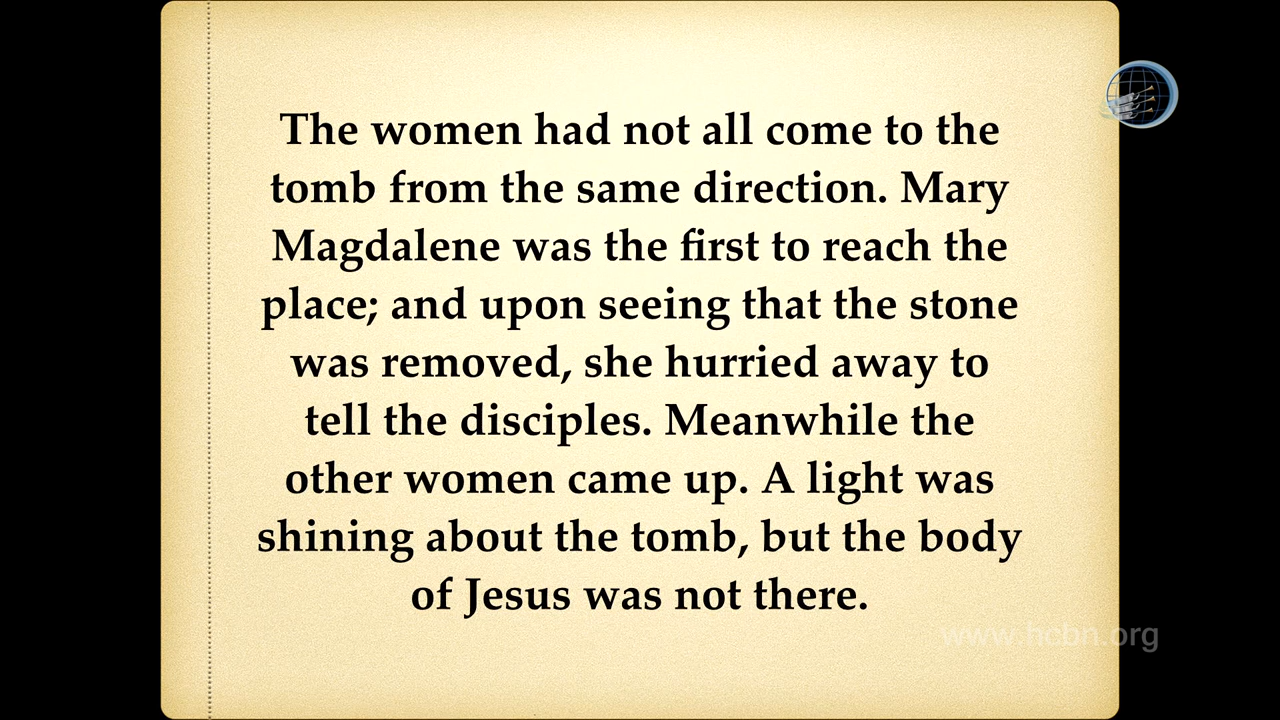 The women had not all come to the
tomb from the same direction. Mary
Magdalene was the first to reach the
place; and upon seeing that the stone
was removed, she hurried away to
tell the disciples. Meanwhile the
other women came up. A light was
shining about the tomb, but the body
of Jesus was not there.
www.hcbn.org